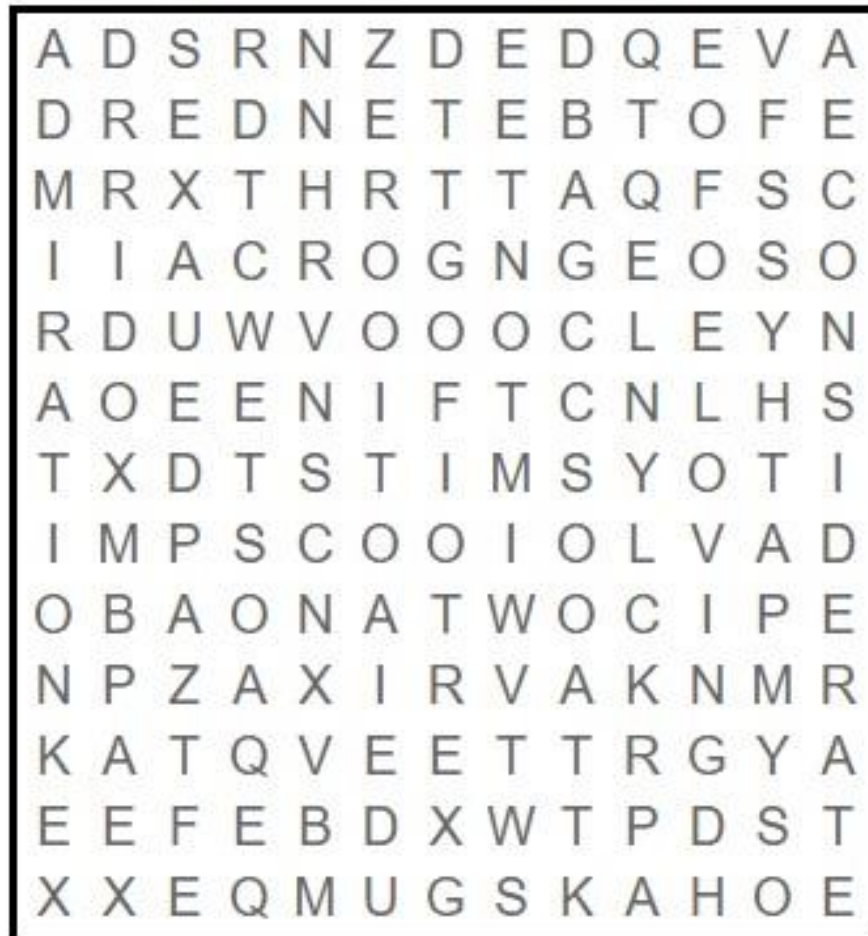 A D S R N Z D E D Q E V A
D R E D N E T E B T O F E
M R X T H R T T A Q F S C
I I A C R O G N G E O S O
R D U W V O O O C L E Y N
A O E E N I F T C N L H S
T X D T S T I M S Y O T I
I M P S C O O I O L V A D
O B A O N A T W O C I P E
N P Z A X I R V A K N M R
K A T Q V E E T T R G Y A
E E F E B D X W T P D S T
X X E Q M U G S K A H O E